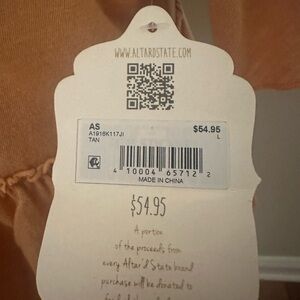 WWW.ALTARDSTATE.COM
AS
$54.95
A1916K117JI
L
TAN
4 10004 65712 2
MADE IN CHINA
$54.95
A portion
of the proceeds from
every Altar'd State brand
purchase will be donated to